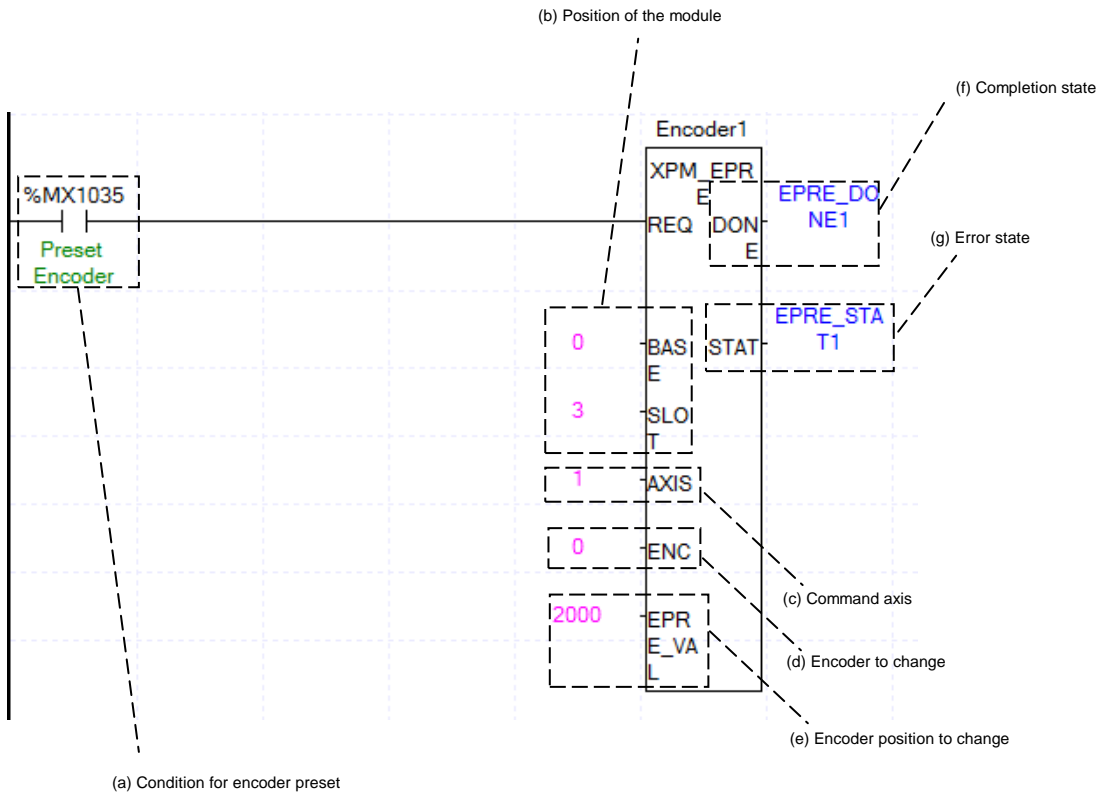 (b) Position of the module
(f) Completion state
Encoder1
%MX1035
XPM_EPR
E
EPRE_DO
NE1
REQ
DON
E
Preset
Encoder
(g) Error state
EPRE_STA
T1
0
BAS
E
STAT
3
SLO
T
1
AXIS
0
ENC
(c) Command axis
2000
EPR
E_VA
L
(d) Encoder to change
(e) Encoder position to change
(a) Condition for encoder preset